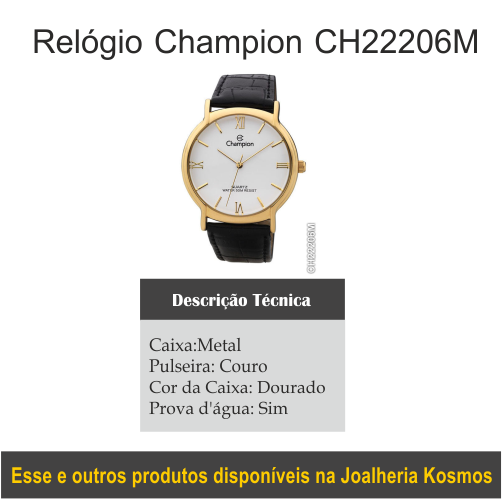 Relógio Champion CH22206M
Champion
QUARTZ
WATER 50M RESIST
CH22206M
Descrição Técnica
Caixa:Metal
Pulseira: Couro
Cor da Caixa: Dourado
Prova d'água: Sim
Esse e outros produtos disponíveis na Joalheria Kosmos